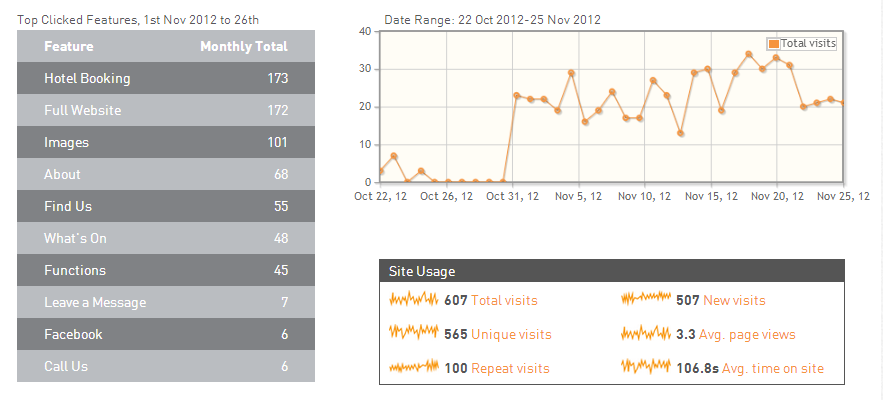 Top Clicked Features, 1st Nov 2012 to 26th
Feature Monthly Total
Hotel Booking 173
Full Website 172
Images 101
About 68
Find Us 55
What's On 48
Functions 45
Leave a Message 7
Facebook 6
Call Us 6
Date Range: 22 Oct 2012-25 Nov 2012
Total visits
40
30
20
10
0
Oct 22, 12 Oct 26, 12 Oct 31, 12 Nov 5, 12 Nov 10, 12 Nov 15, 12 Nov 20, 12 Nov 25, 12
Site Usage
607 Total visits 507 New visits
565 Unique visits 3.3 Avg. page views
100 Repeat visits 106.8s Avg. time on site